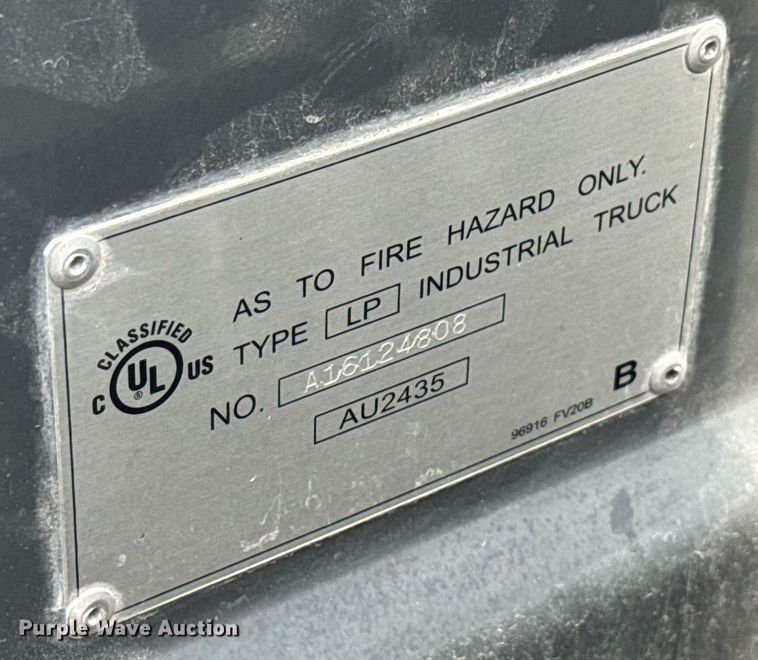 AS TO FIRE HAZARD ONLY.
TYPE LP INDUSTRIAL TRUCK
NO. A16124808
AU2435
CLASSIFIED
C UL US
®
96916 FV20B
B
Purple Wave Auction